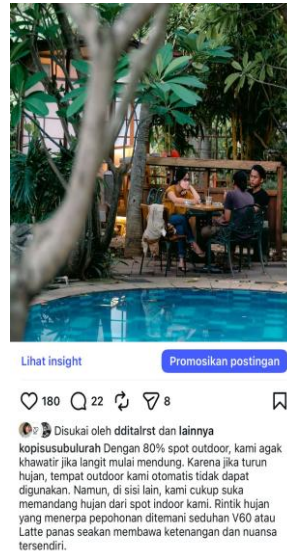 Lihat insight
Promosikan postingan
180 22 8
Disukai oleh dditalrst dan lainnya
kopisusubulurah Dengan 80% spot outdoor, kami agak
khawatir jika langit mulai mendung. Karena jika turun
hujan, tempat outdoor kami otomatis tidak dapat
digunakan. Namun, di sisi lain, kami cukup suka
memandang hujan dari spot indoor kami. Rintik hujan
yang menerpa pepohonan ditemani seduhan V60 atau
Latte panas seakan membawa ketenangan dan nuansa
tersendiri.